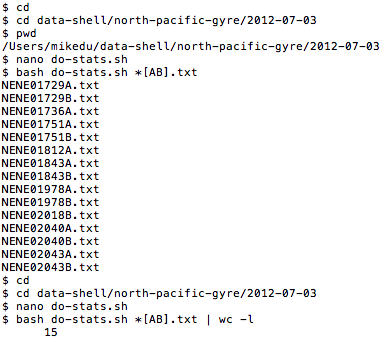 $ cd
$ cd data-shell/north-pacific-gyre/2012-07-03
$ pwd
/Users/mikedu/data-shell/north-pacific-gyre/2012-07-03
$ nano do-stats.sh
$ bash do-stats.sh *[AB].txt
NENE01729A.txt
NENE01729B.txt
NENE01736A.txt
NENE01751A.txt
NENE01751B.txt
NENE01812A.txt
NENE01843A.txt
NENE01843B.txt
NENE01978A.txt
NENE01978B.txt
NENE02018B.txt
NENE02040A.txt
NENE02040B.txt
NENE02043A.txt
NENE02043B.txt
$ cd
$ cd data-shell/north-pacific-gyre/2012-07-03
$ nano do-stats.sh
$ bash do-stats.sh *[AB].txt | wc -l
15